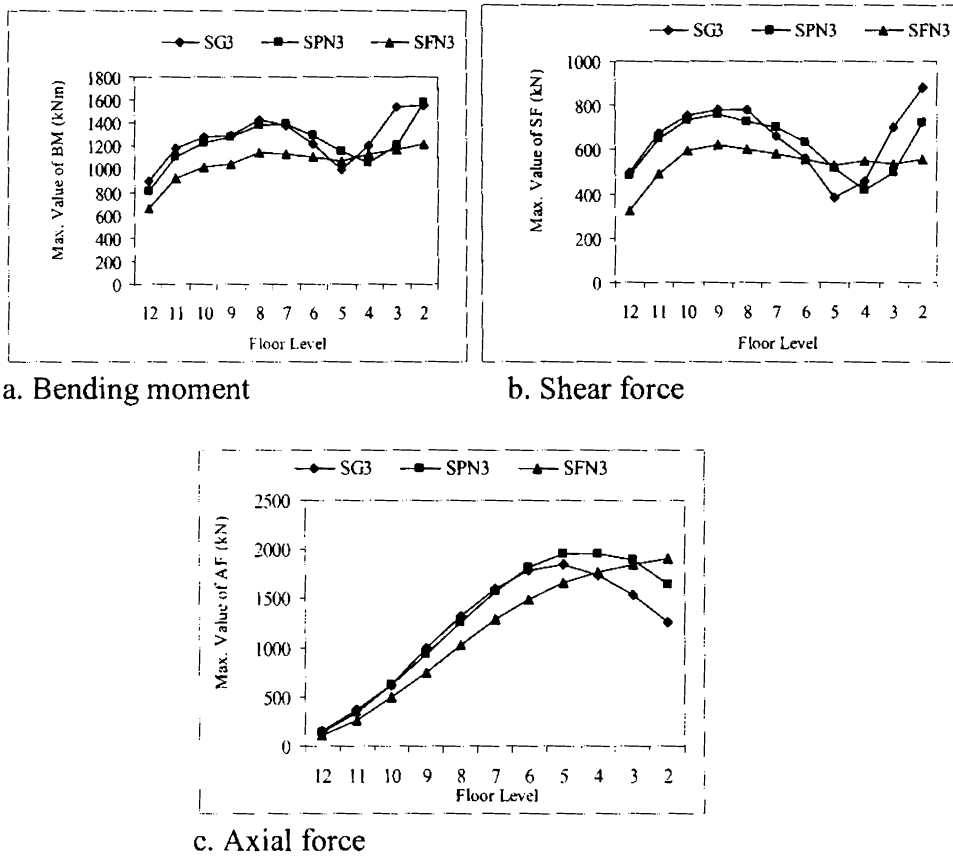 SG3 SPN3 SFN3
Max. Value of BM (kNm)
1800
1600
1400
1200
1000
800
600
400
200
0
12 11 10 9 8 7 6 5 4 3 2
Floor Level
a. Bending moment
SG3 SPN3 SFN3
Max. Value of SF (kN)
1000
800
600
400
200
0
12 11 10 9 8 7 6 5 4 3 2
Floor Level
b. Shear force
SG3 SPN3 SFN3
Max. Value of AF (kN)
2500
2000
1500
1000
500
0
12 11 10 9 8 7 6 5 4 3 2
Floor Level
c. Axial force